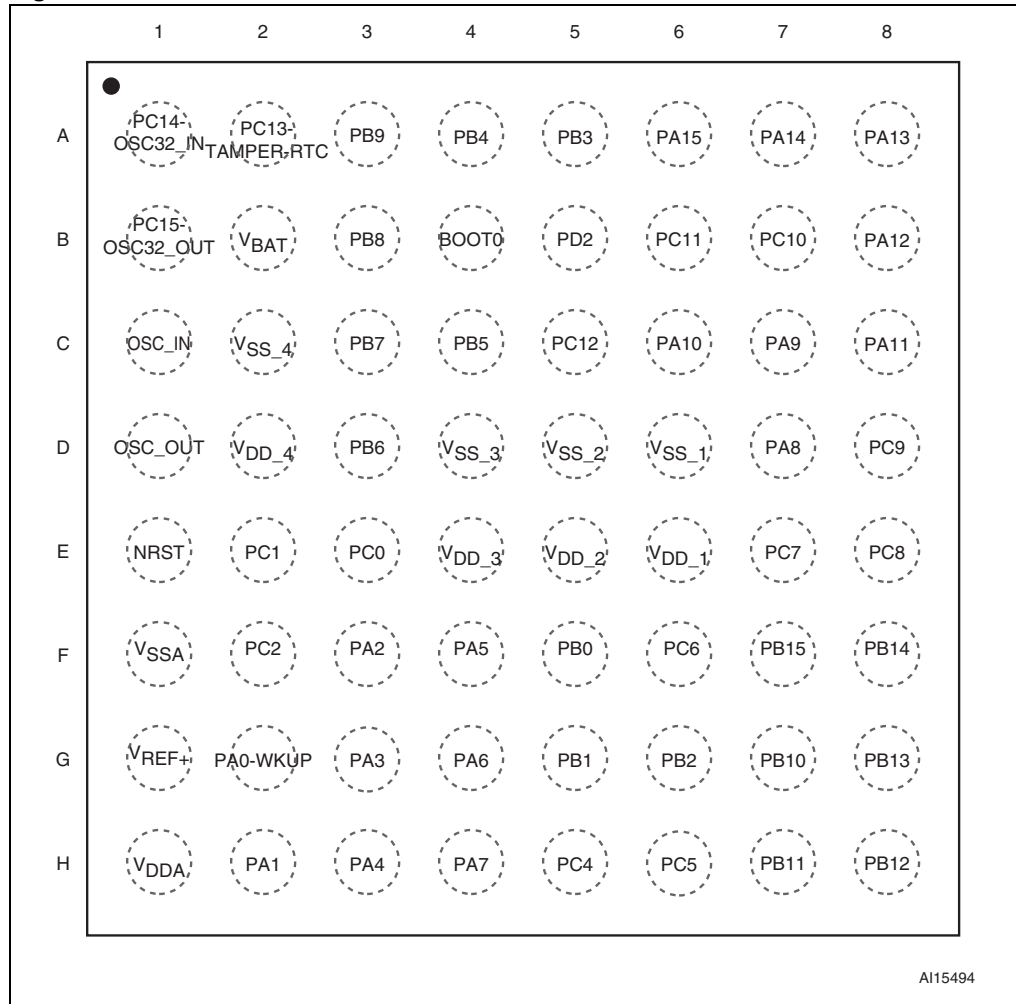 1 2 3 4 5 6 7 8
A PC14- PC13- PB9 PB4 PB3 PA15 PA14 PA13
OSC32_IN TAMPER-RTC
B PC15- VBAT PB8 BOOT0 PD2 PC11 PC10 PA12
OSC32_OUT
C OSC_IN VSS_4 PB7 PB5 PC12 PA10 PA9 PA11
D OSC_OUT VDD_4 PB6 VSS_3 VSS_2 VSS_1 PA8 PC9
E NRST PC1 PC0 VDD_3 VDD_2 VDD_1 PC7 PC8
F VSSA PC2 PA2 PA5 PB0 PC6 PB15 PB14
G VREF+ PA0-WKUP PA3 PA6 PB1 PB2 PB10 PB13
H VDDA PA1 PA4 PA7 PC4 PC5 PB11 PB12
AI15494